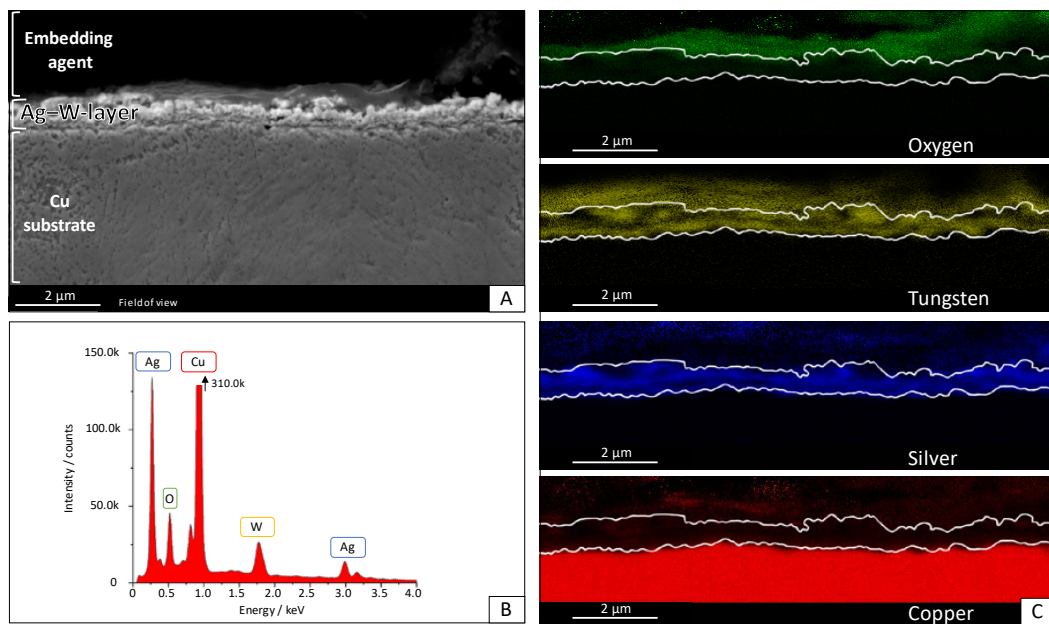 Embedding
agent
Ag–W-layer
Cu
substrate
2 µm
Field of view
A
150.0k
100.0k
50.0k
0
Intensity / counts
Ag
Cu
310.0k
O
W
Ag
0
0.5
1.0
1.5
2.0
2.5
3.0
3.5
4.0
Energy / keV
B
2 µm
Oxygen
2 µm
Tungsten
2 µm
Silver
2 µm
Copper
C